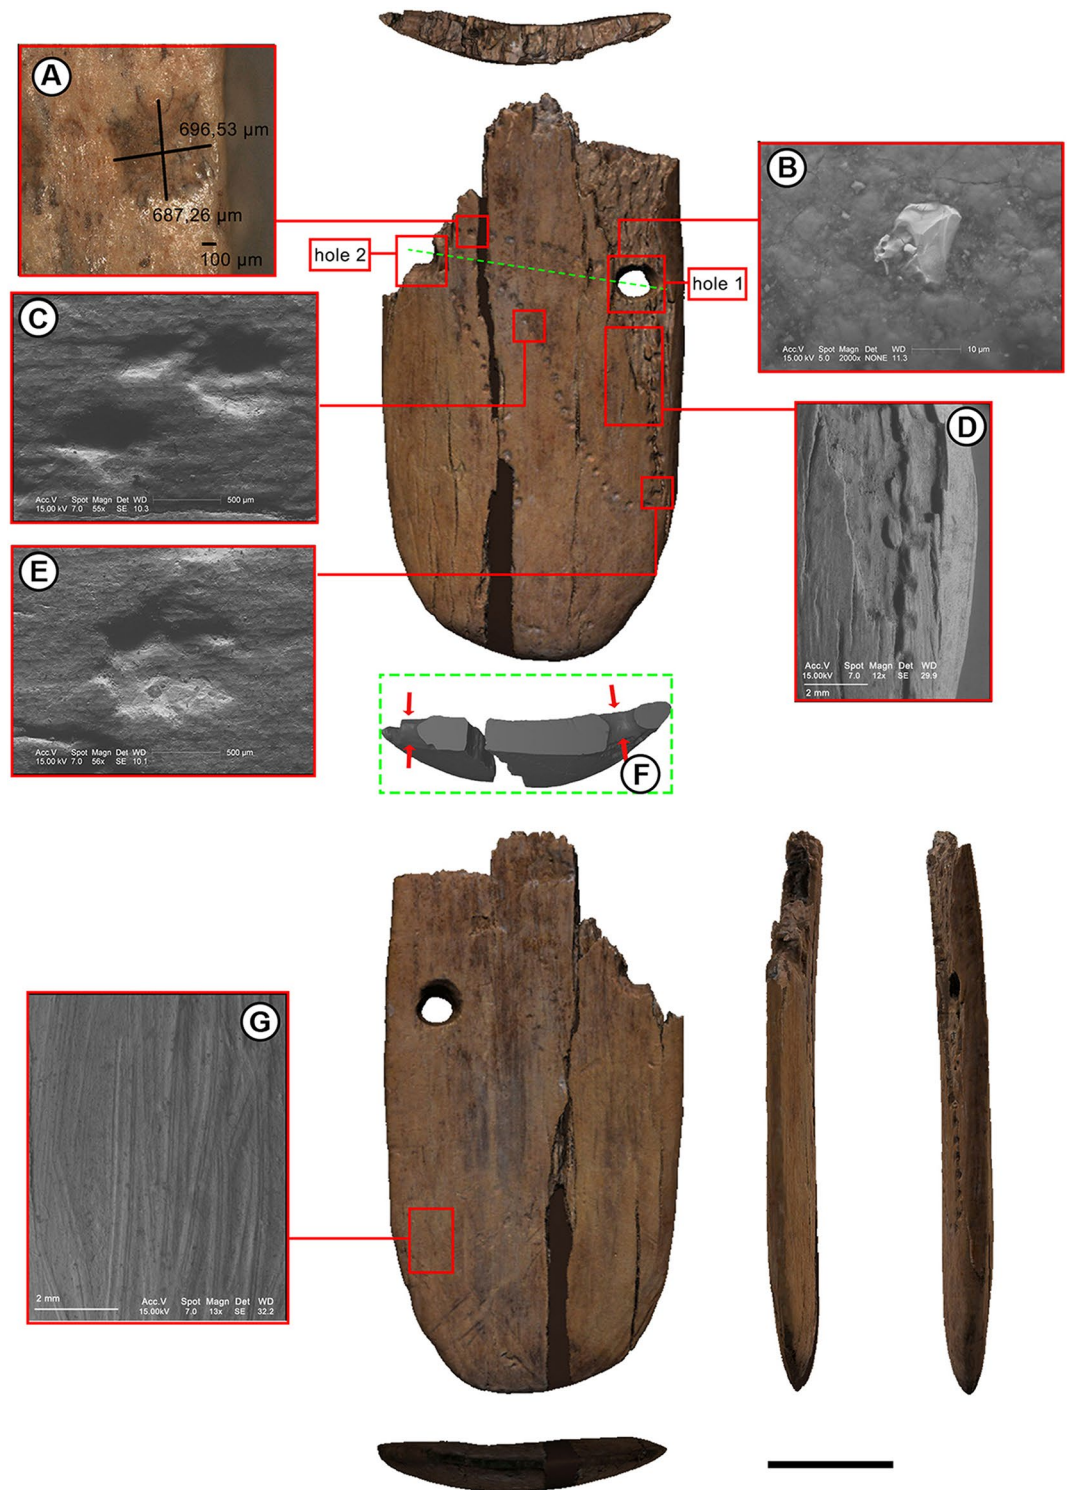 A
696,53 µm
687,26 µm
100 µm
B
Acc.V Spot Magn Det WD
15.00 kV 5.0 2000x NONE 11.3
10 µm
hole 2
hole 1
C
Acc.V Spot Magn Det WD
15.00 kV 7.0 55x SE 10.3
500 µm
D
Acc.V Spot Magn Det WD
15.00kV 7.0 12x SE 29.9
2 mm
E
Acc.V Spot Magn Det WD
15.00 kV 7.0 56x SE 10.1
500 µm
F
G
2 mm
Acc.V Spot Magn Det WD
15.00kV 7.0 13x SE 32.2